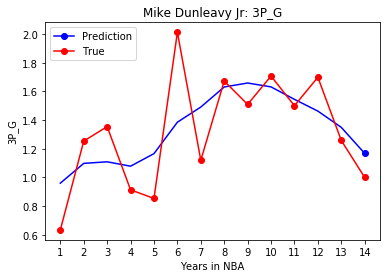 Mike Dunleavy Jr: 3P_G
Prediction
True
2.0
1.8
1.6
1.4
1.2
1.0
0.8
0.6
3P_G
1 2 3 4 5 6 7 8 9 10 11 12 13 14
Years in NBA